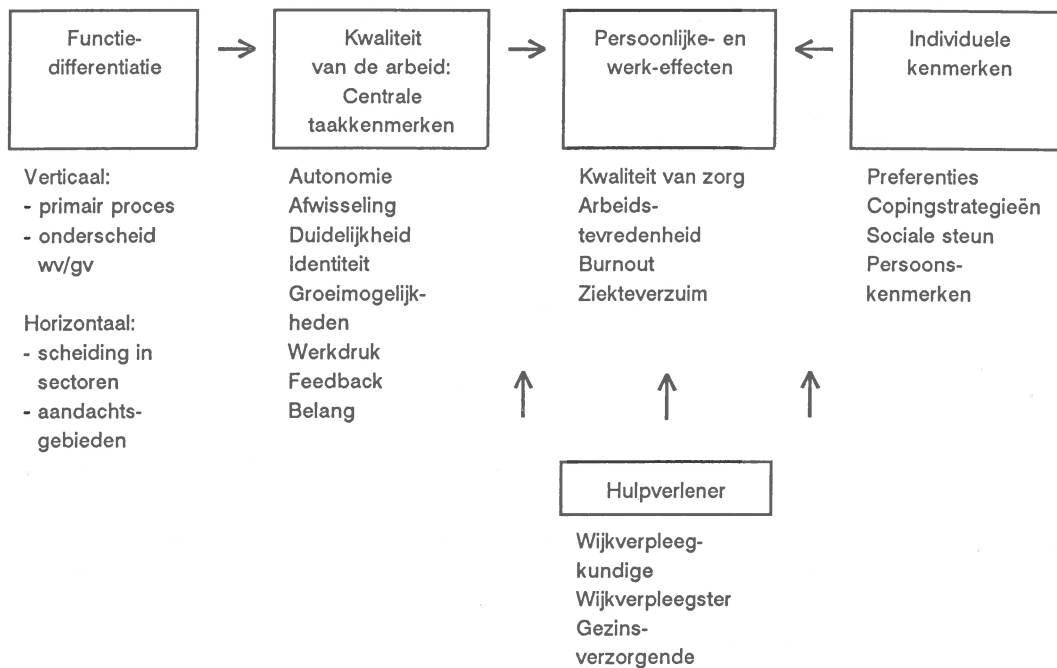 Functie-
differentiatie
Kwaliteit
van de arbeid:
Centrale
taakkenmerken
Persoonlijke- en
werk-effecten
Individuele
kenmerken
Verticaal:
- primair proces
- onderscheid
wv/gv
Horizontaal:
- scheiding in
sectoren
- aandachts-
gebieden
Autonomie
Afwisseling
Duidelijkheid
Identiteit
Groeimogelijk-
heden
Werkdruk
Feedback
Belang
Kwaliteit van zorg
Arbeids-
tevredenheid
Burnout
Ziekteverzuim
Preferenties
Copingstrategieën
Sociale steun
Persoons-
kenmerken
Hulpverlener
Wijkverpleeg-
kundige
Wijkverpleegster
Gezins-
verzorgende